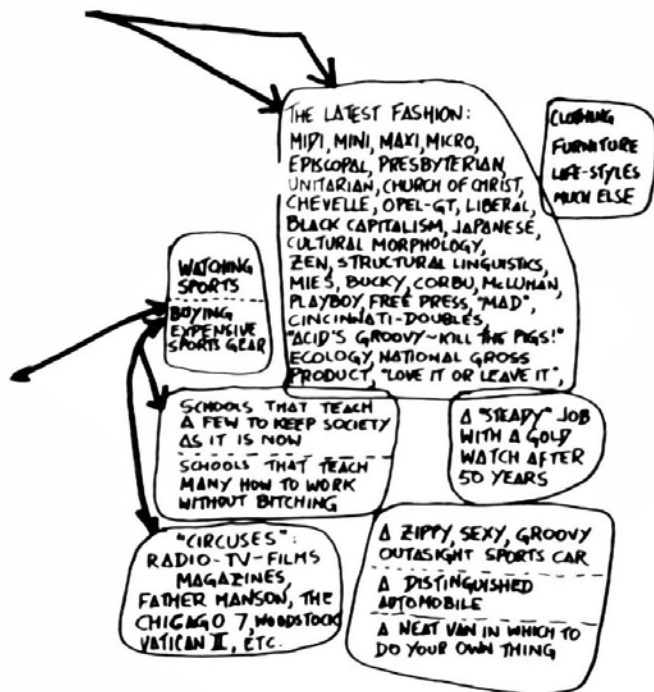 THE LATEST FASHION:
MIDI, MINI, MAXI, MICRO,
EPISCOPAL, PRESBYTERIAN,
UNITARIAN, CHURCH OF CHRIST,
CHEVELLE, OPEL-GT, LIBERAL,
BLACK CAPITALISM, JAPANESE,
CULTURAL MORPHOLOGY,
ZEN, STRUCTURAL LINGUISTICS,
MIES, BUCKY, CORBU, McLUHAN,
PLAYBOY, FREE PRESS, "MAD",
CINCINNATI-DOUBLES,
"ACID'S GROOVY~KILL THE PIGS!"
ECOLOGY, NATIONAL GROSS
PRODUCT, "LOVE IT OR LEAVE IT",
CLOTHING
FURNITURE
LIFE-STYLES
MUCH ELSE
WATCHING
SPORTS
BUYING
EXPENSIVE
SPORTS GEAR
SCHOOLS THAT TEACH
A FEW TO KEEP SOCIETY
AS IT IS NOW
SCHOOLS THAT TEACH
MANY HOW TO WORK
WITHOUT BITCHING
A "STEADY" JOB
WITH A GOLD
WATCH AFTER
50 YEARS
"CIRCUSES":
RADIO-TV-FILMS
MAGAZINES,
FATHER MANSON, THE
CHICAGO 7, WOODSTOCK
VATICAN II, ETC.
A ZIPPY, SEXY, GROOVY
OUTASIGHT SPORTS CAR
A DISTINGUISHED
AUTOMOBILE
A NEAT VAN IN WHICH TO
DO YOUR OWN THING